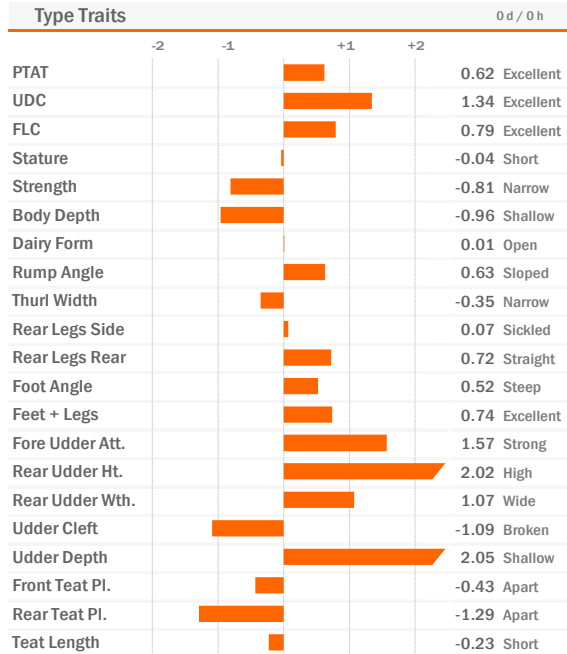 Type Traits 0 d / 0 h
-2 -1 +1 +2
PTAT 0.62 Excellent
UDC 1.34 Excellent
FLC 0.79 Excellent
Stature -0.04 Short
Strength -0.81 Narrow
Body Depth -0.96 Shallow
Dairy Form 0.01 Open
Rump Angle 0.63 Sloped
Thurl Width -0.35 Narrow
Rear Legs Side 0.07 Sickled
Rear Legs Rear 0.72 Straight
Foot Angle 0.52 Steep
Feet + Legs 0.74 Excellent
Fore Udder Att. 1.57 Strong
Rear Udder Ht. 2.02 High
Rear Udder Wth. 1.07 Wide
Udder Cleft -1.09 Broken
Udder Depth 2.05 Shallow
Front Teat Pl. -0.43 Apart
Rear Teat Pl. -1.29 Apart
Teat Length -0.23 Short